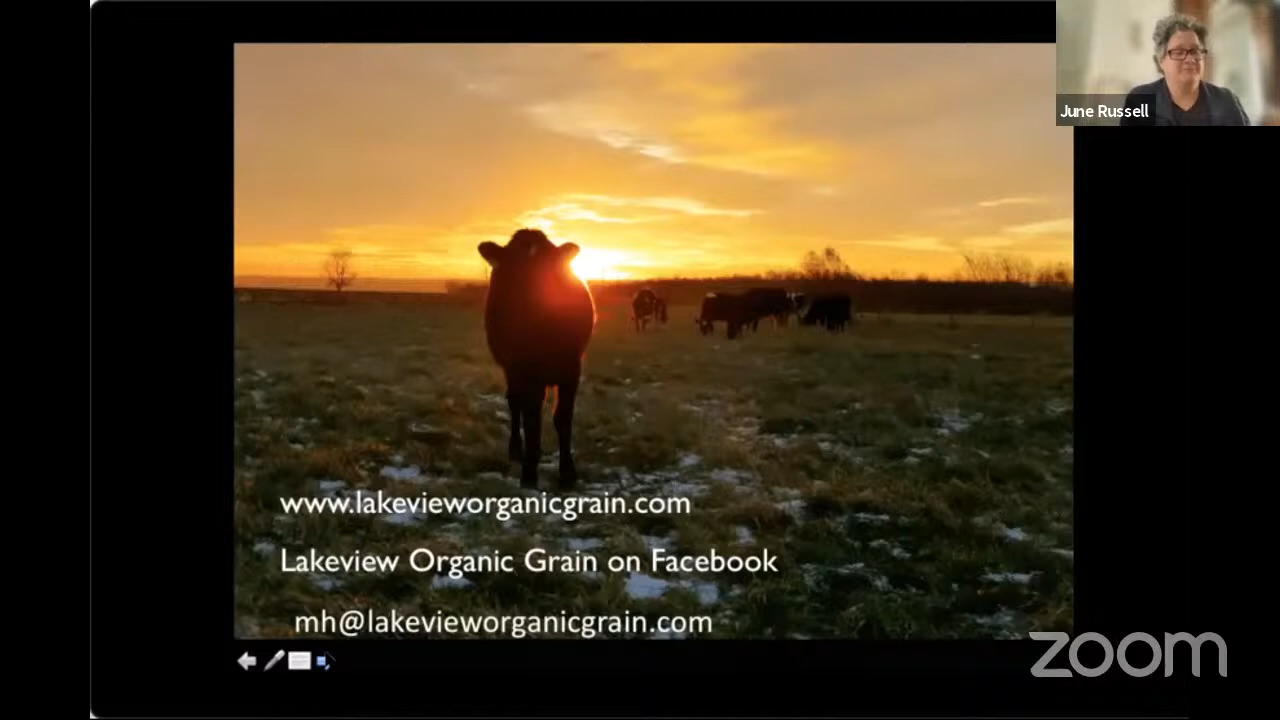 June Russell
www.lakevieworganicgrain.com
Lakeview Organic Grain on Facebook
mh@lakevieworganicgrain.com
zoom